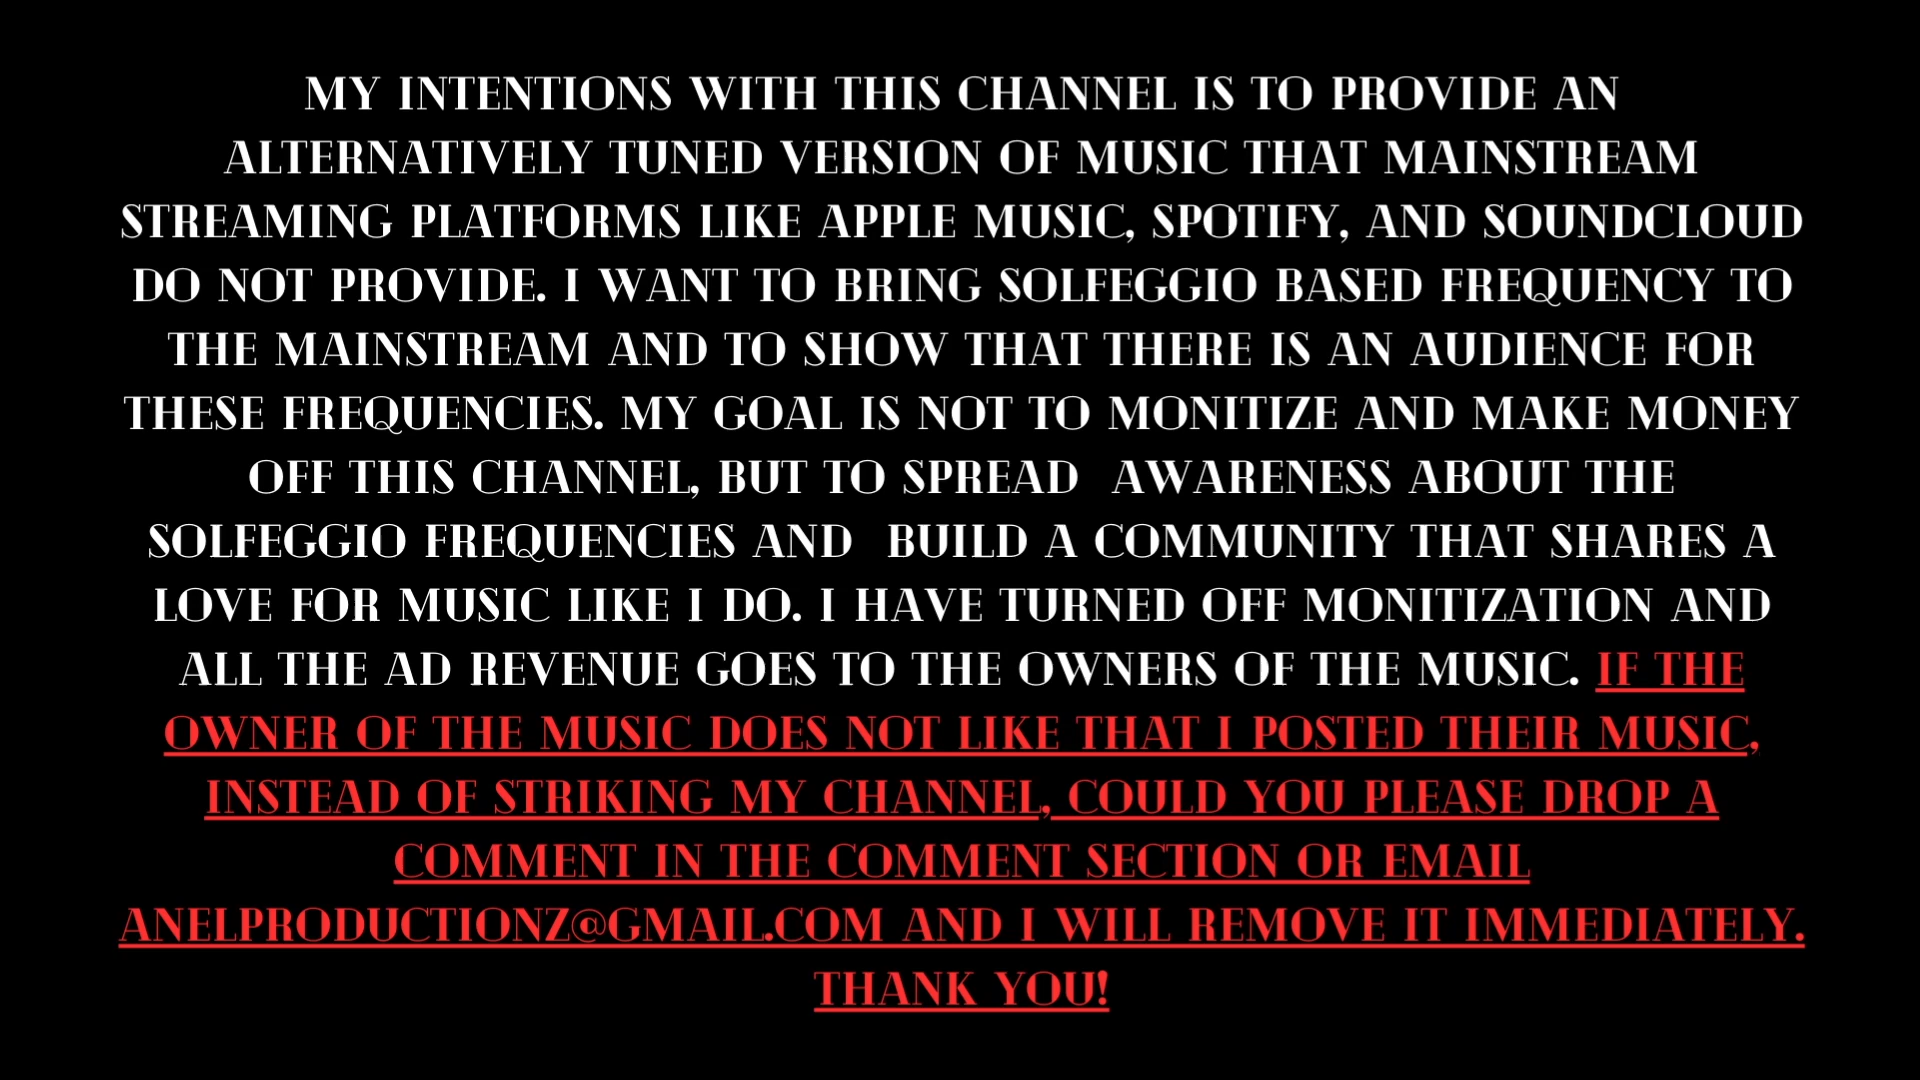 MY INTENTIONS WITH THIS CHANNEL IS TO PROVIDE AN
ALTERNATIVELY TUNED VERSION OF MUSIC THAT MAINSTREAM
STREAMING PLATFORMS LIKE APPLE MUSIC, SPOTIFY, AND SOUNDCLOUD
DO NOT PROVIDE. I WANT TO BRING SOLFEGGIO BASED FREQUENCY TO
THE MAINSTREAM AND TO SHOW THAT THERE IS AN AUDIENCE FOR
THESE FREQUENCIES. MY GOAL IS NOT TO MONITIZE AND MAKE MONEY
OFF THIS CHANNEL, BUT TO SPREAD  AWARENESS ABOUT THE
SOLFEGGIO FREQUENCIES AND  BUILD A COMMUNITY THAT SHARES A
LOVE FOR MUSIC LIKE I DO. I HAVE TURNED OFF MONITIZATION AND
ALL THE AD REVENUE GOES TO THE OWNERS OF THE MUSIC. IF THE
OWNER OF THE MUSIC DOES NOT LIKE THAT I POSTED THEIR MUSIC,
INSTEAD OF STRIKING MY CHANNEL, COULD YOU PLEASE DROP A
COMMENT IN THE COMMENT SECTION OR EMAIL
ANELPRODUCTIONZ@GMAIL.COM AND I WILL REMOVE IT IMMEDIATELY.
THANK YOU!